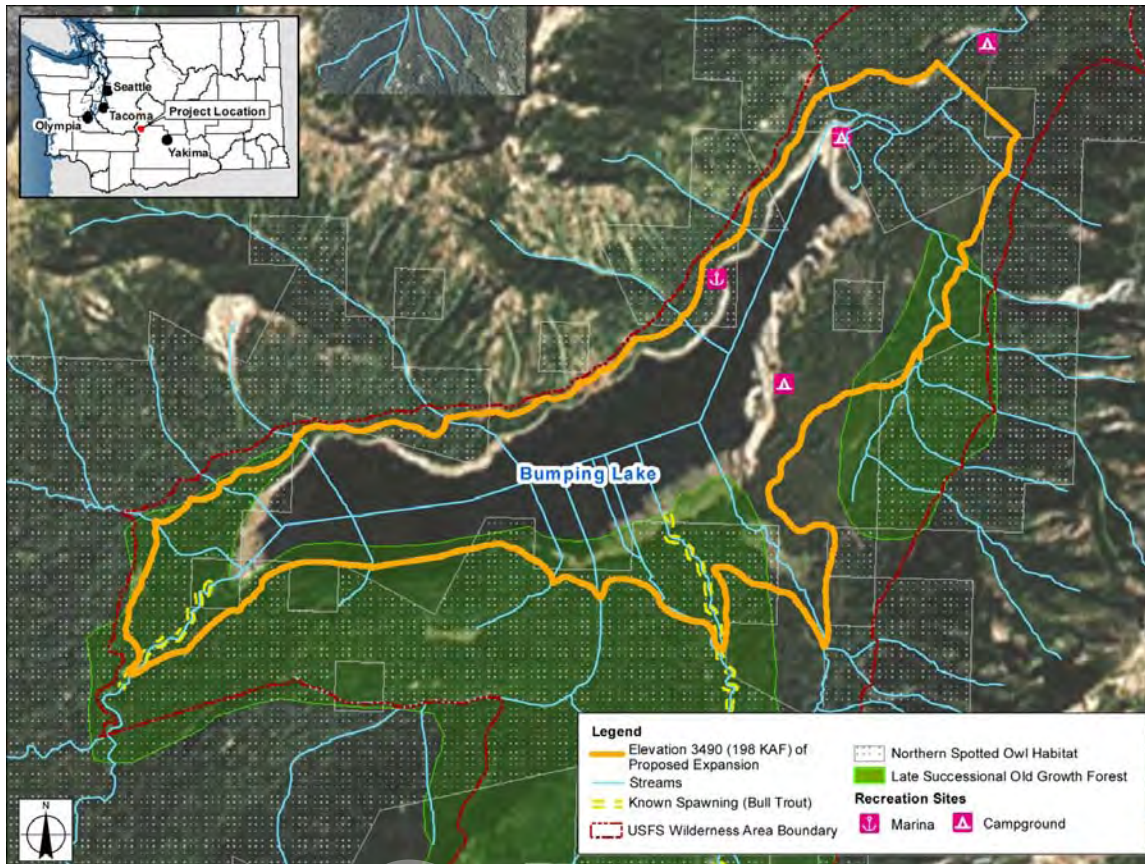 Seattle
Tacoma
Project Location
Olympia
Yakima
Bumping Lake
Legend
Elevation 3490 (198 KAF) of
Proposed Expansion
Streams
Known Spawning (Bull Trout)
USFS Wilderness Area Boundary
Northern Spotted Owl Habitat
Late Successional Old Growth Forest
Recreation Sites
Marina
Campground
N